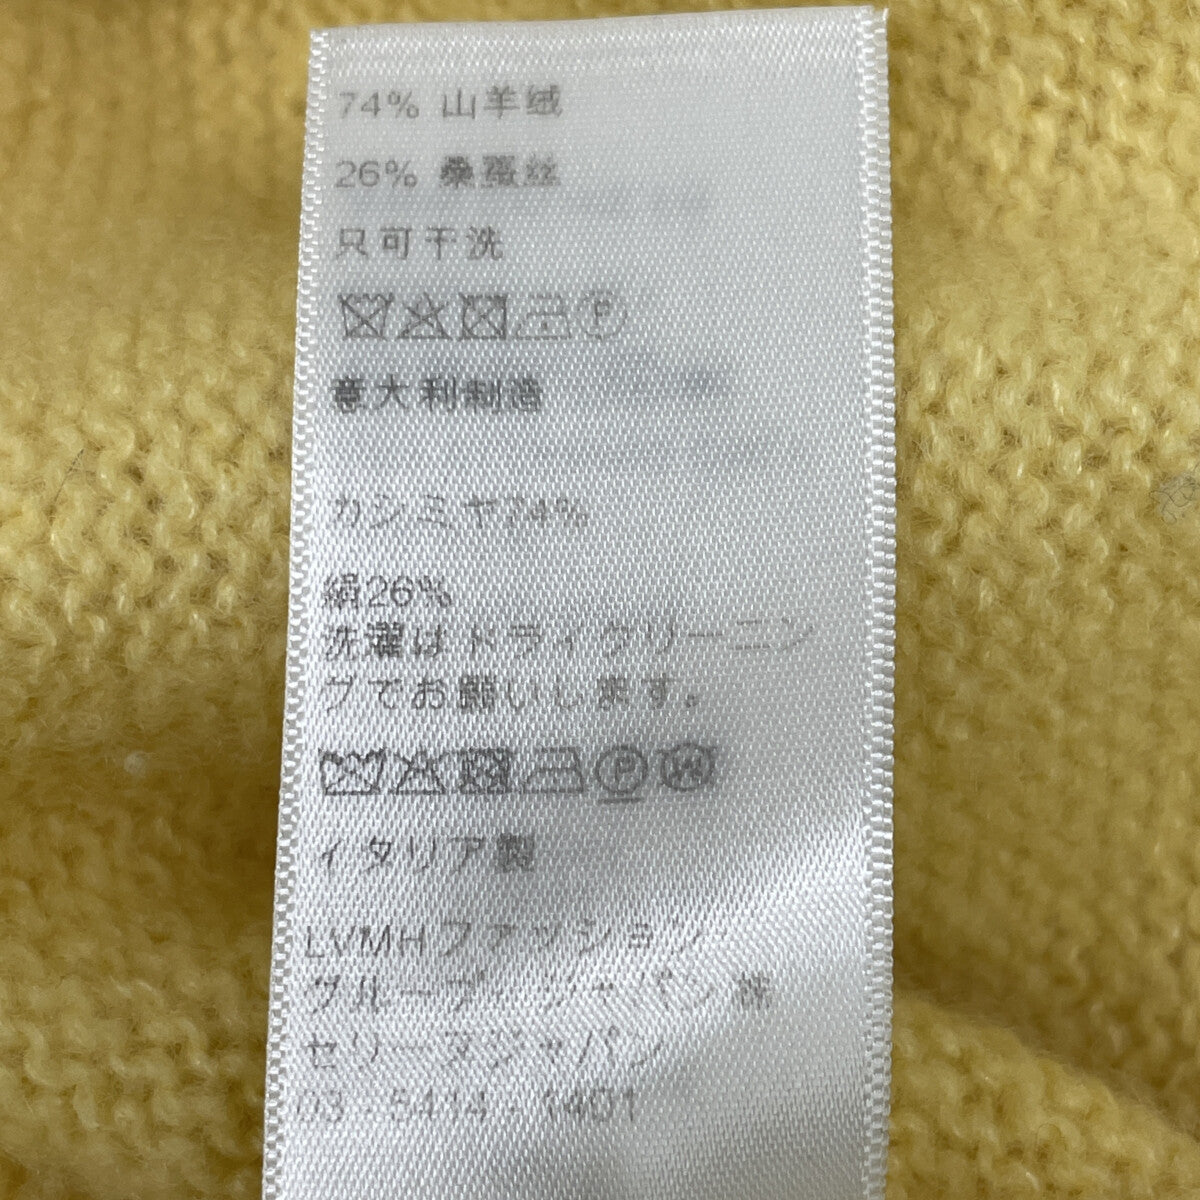 74% 山羊绒
26% 桑蚕丝
只可干洗
意大利制造
カシミヤ74%
絹26%
洗濯はドライクリーニン
グでお願いします。
P W
イタリア製
LVMHファッション・
グループ・ジャパン㈱
セリーヌジャパン
03-5414-1401